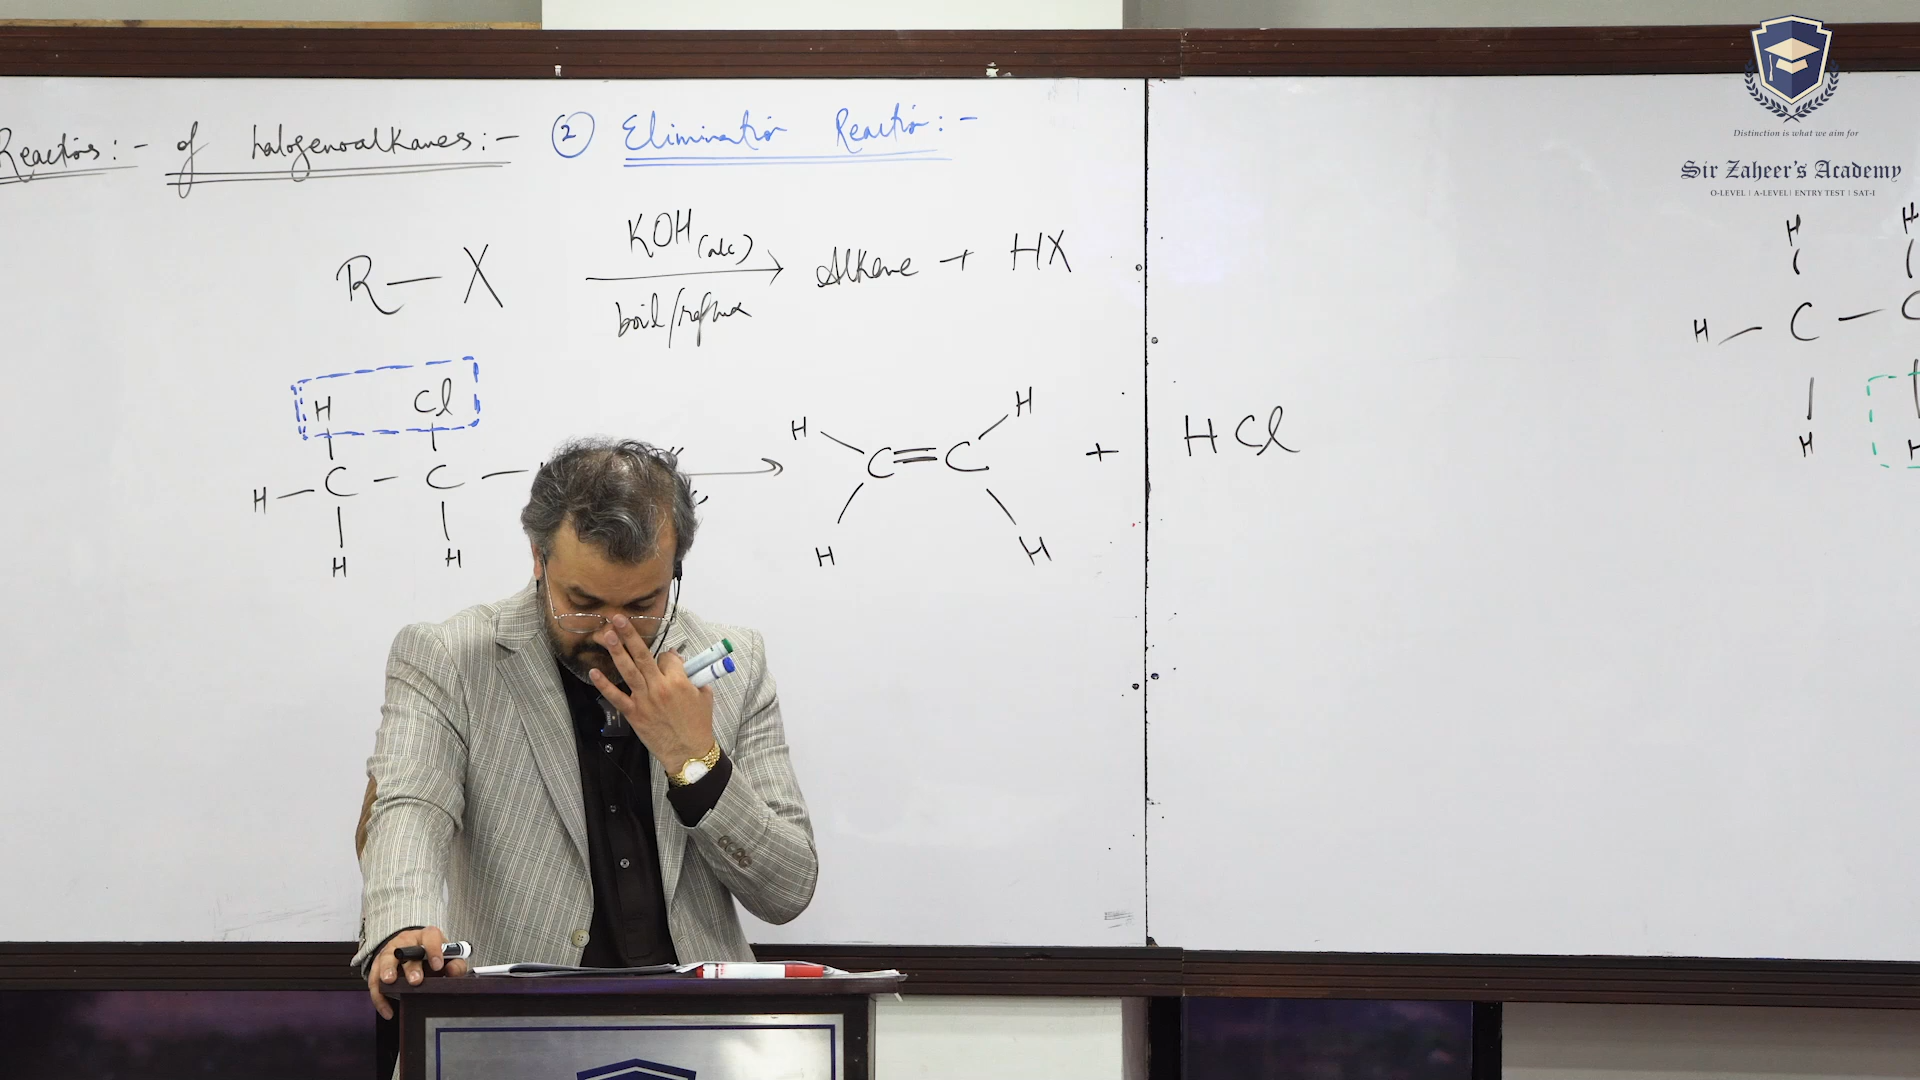 Reactios:- of halogenoalkanes:-
② Elimination Reaction:-
R — X KOH(alc) boil/reflux Alkene + HX
H Cl
H — C — C —
H H
H H
C = C + HCl
H H
H H
H — C — C
H H
Distinction is what we aim for
Sir Zaheer's Academy
O-LEVEL | A-LEVEL | ENTRY TEST | SAT-I